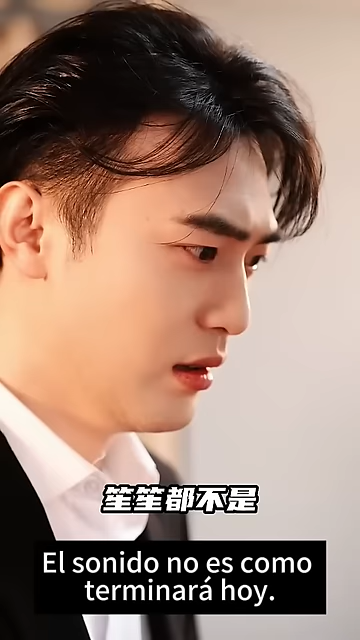 笙笙都不是
El sonido no es como
terminará hoy.